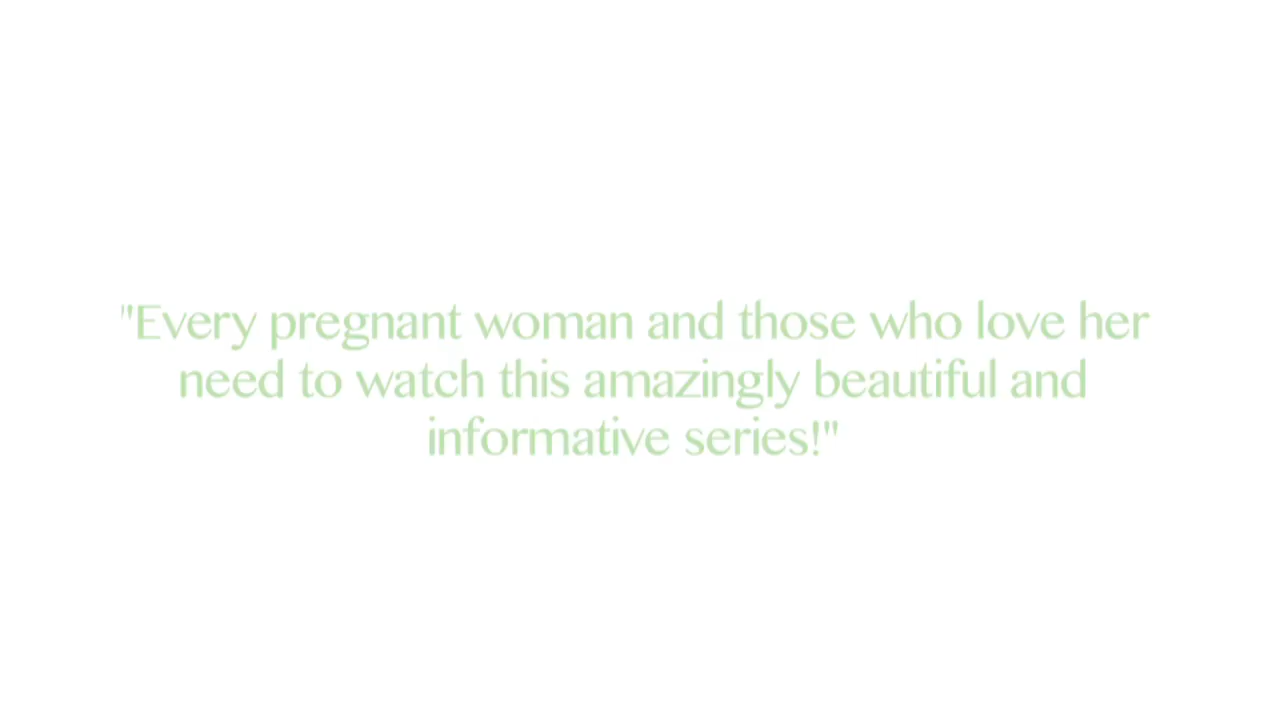 "Every pregnant woman and those who love her
need to watch this amazingly beautiful and
informative series!"